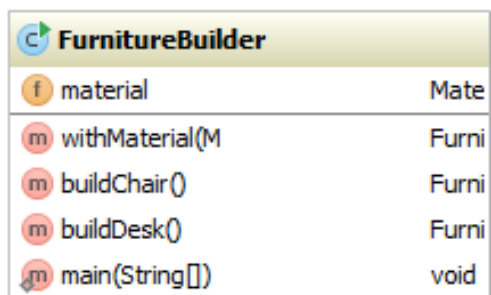 C FurnitureBuilder
f material Mate
m withMaterial(M Furni
m buildChair() Furni
m buildDesk() Furni
m main(String[]) void